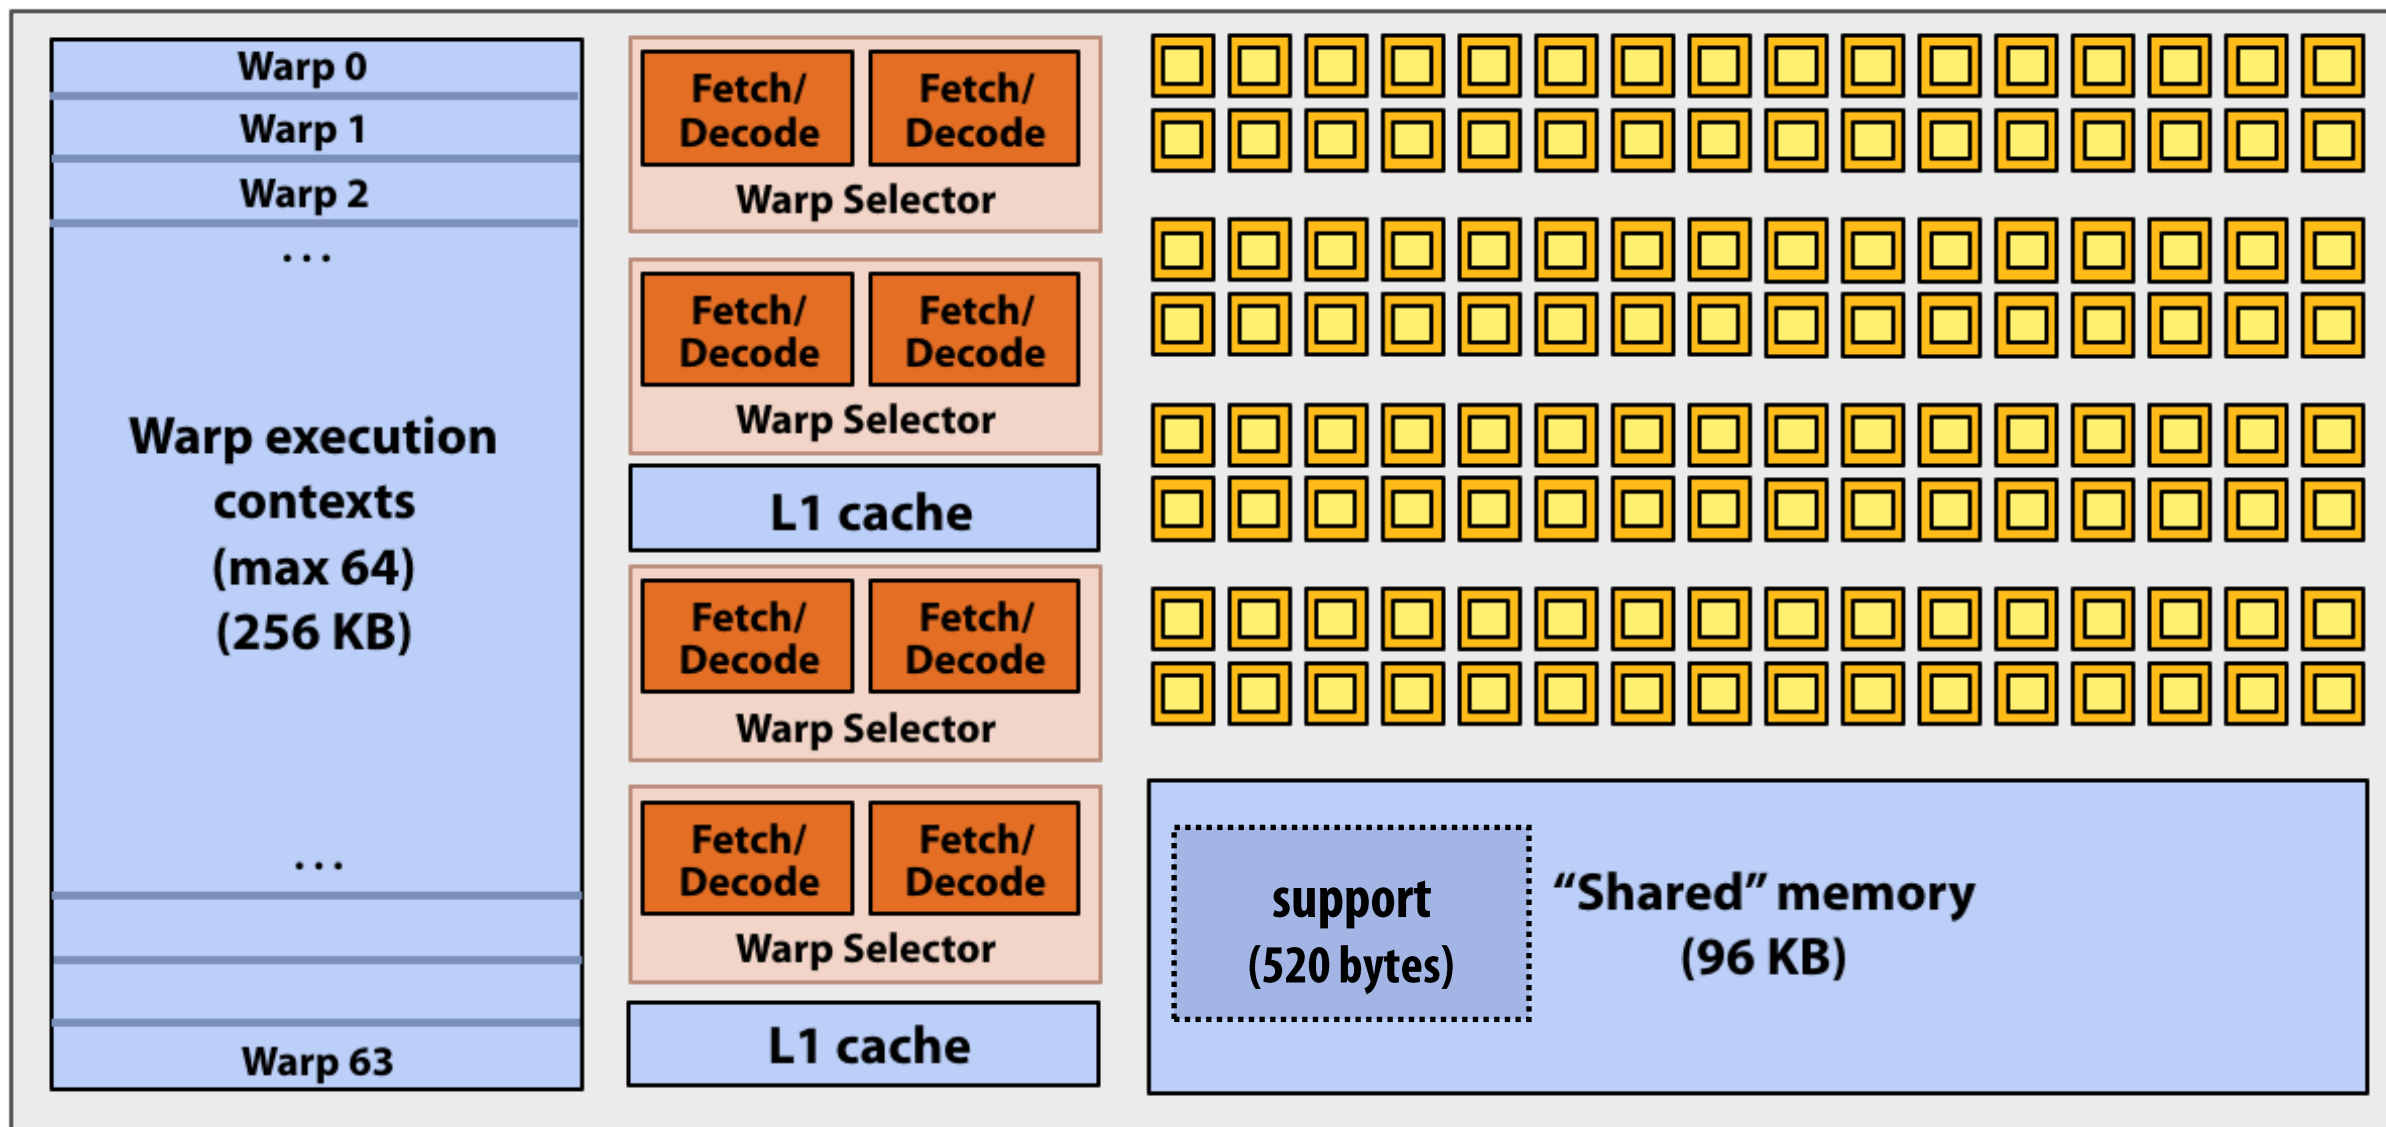 Warp 0
Warp 1
Warp 2
...
Warp execution
contexts
(max 64)
(256 KB)
...
Warp 63
Fetch/
Decode
Fetch/
Decode
Warp Selector
Fetch/
Decode
Fetch/
Decode
Warp Selector
L1 cache
Fetch/
Decode
Fetch/
Decode
Warp Selector
Fetch/
Decode
Fetch/
Decode
Warp Selector
L1 cache
support
(520 bytes)
“Shared” memory
(96 KB)